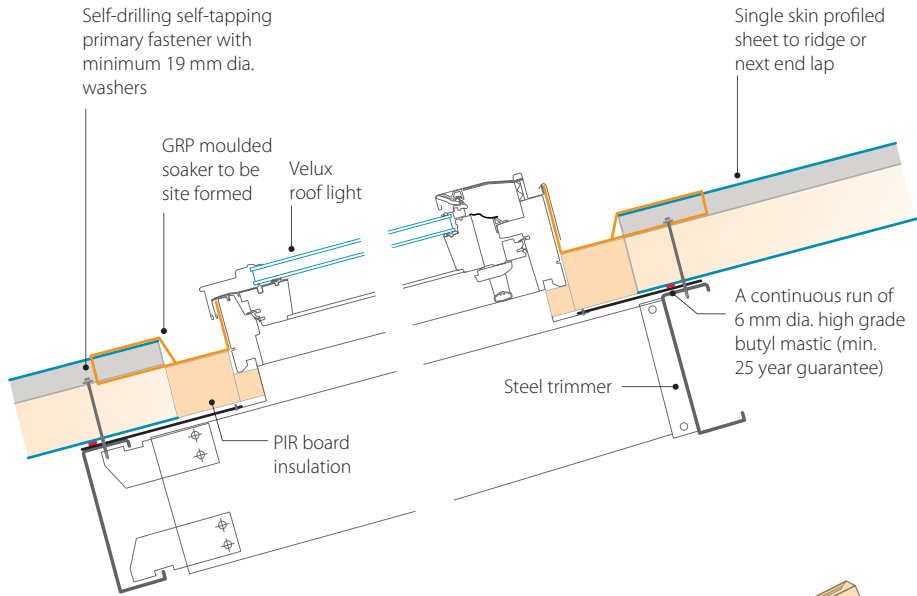 Self-drilling self-tapping
primary fastener with
minimum 19 mm dia.
washers
Single skin profiled
sheet to ridge or
next end lap
GRP moulded
soaker to be
site formed
Velux
roof light
A continuous run of
6 mm dia. high grade
butyl mastic (min.
25 year guarantee)
Steel trimmer
PIR board
insulation